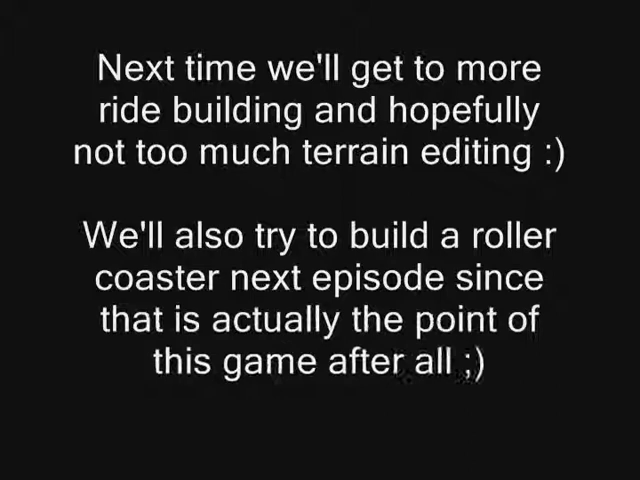 Next time we'll get to more
ride building and hopefully
not too much terrain editing :)
We'll also try to build a roller
coaster next episode since
that is actually the point of
this game after all ;)